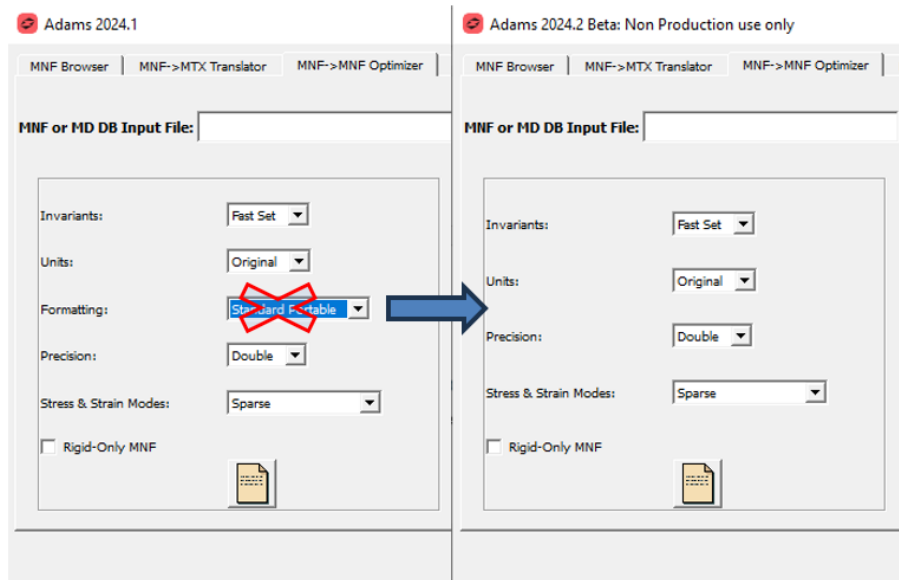 Adams 2024.1
MNF Browser
MNF->MTX Translator
MNF->MNF Optimizer
MNF or MD DB Input File:
Invariants:
Fast Set
Units:
Original
Formatting:
Standard Portable
Precision:
Double
Stress & Strain Modes:
Sparse
Rigid-Only MNF
Adams 2024.2 Beta: Non Production use only
MNF Browser
MNF->MTX Translator
MNF->MNF Optimizer
MNF or MD DB Input File:
Invariants:
Fast Set
Units:
Original
Precision:
Double
Stress & Strain Modes:
Sparse
Rigid-Only MNF